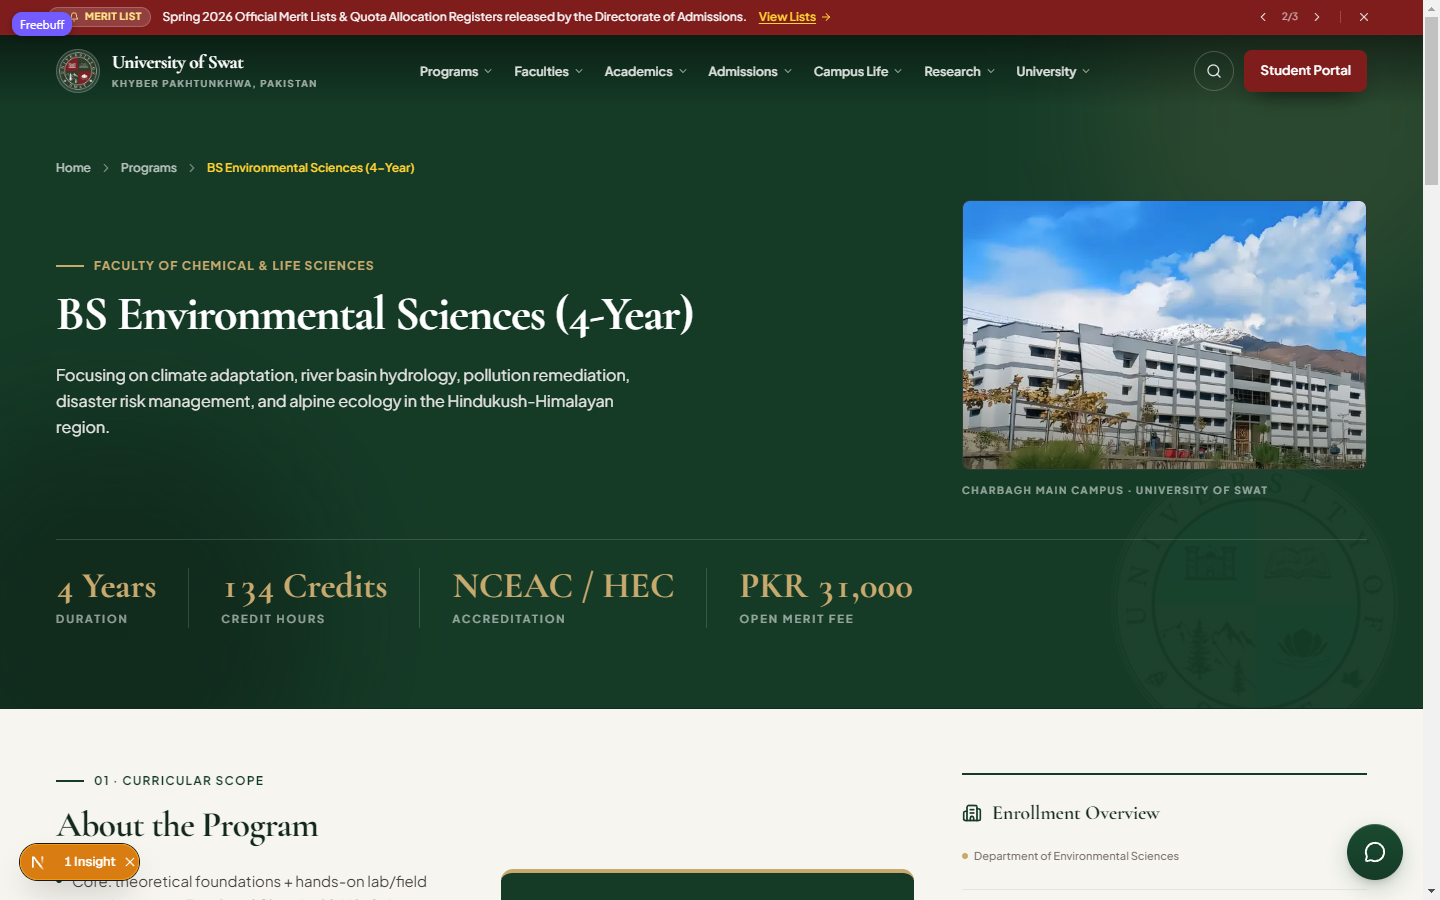 Freebuff
MERIT LIST
Spring 2026 Official Merit Lists & Quota Allocation Registers released by the Directorate of Admissions.
View Lists
2/3
University of Swat
KHYBER PAKHTUNKHWA, PAKISTAN
Programs
Faculties
Academics
Admissions
Campus Life
Research
University
Student Portal
Home
Programs
BS Environmental Sciences (4-Year)
FACULTY OF CHEMICAL & LIFE SCIENCES
BS Environmental Sciences (4-Year)
Focusing on climate adaptation, river basin hydrology, pollution remediation,
disaster risk management, and alpine ecology in the Hindukush-Himalayan
region.
CHARBAGH MAIN CAMPUS · UNIVERSITY OF SWAT
4 Years
DURATION
134 Credits
CREDIT HOURS
NCEAC / HEC
ACCREDITATION
PKR 31,000
OPEN MERIT FEE
UNIVERSITY OF
01 · CURRICULAR SCOPE
About the Program
Core: theoretical foundations + hands-on lab/field
Enrollment Overview
Department of Environmental Sciences
1 Insight